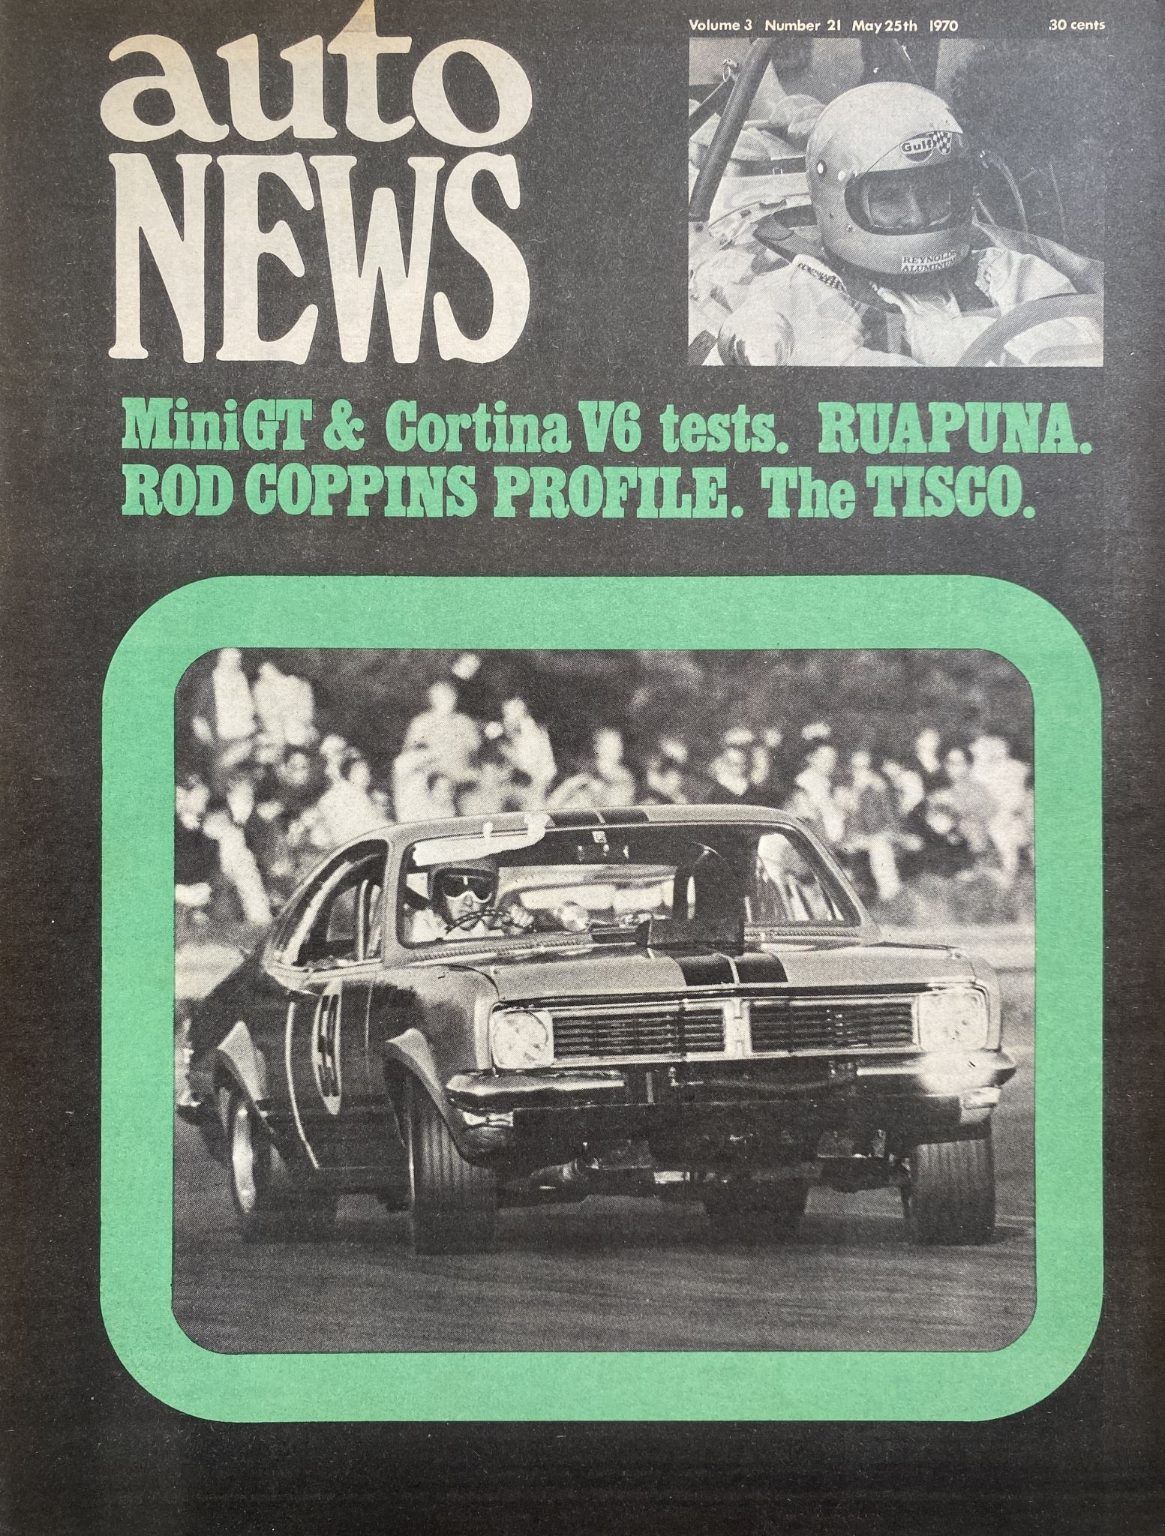 auto
NEWS
Volume 3 Number 21 May 25th 1970 30 cents
Gulf
REYNOLDS
ALUMINUM
MiniGT & Cortina V6 tests. RUAPUNA.
ROD COPPINS PROFILE. The TISCO.